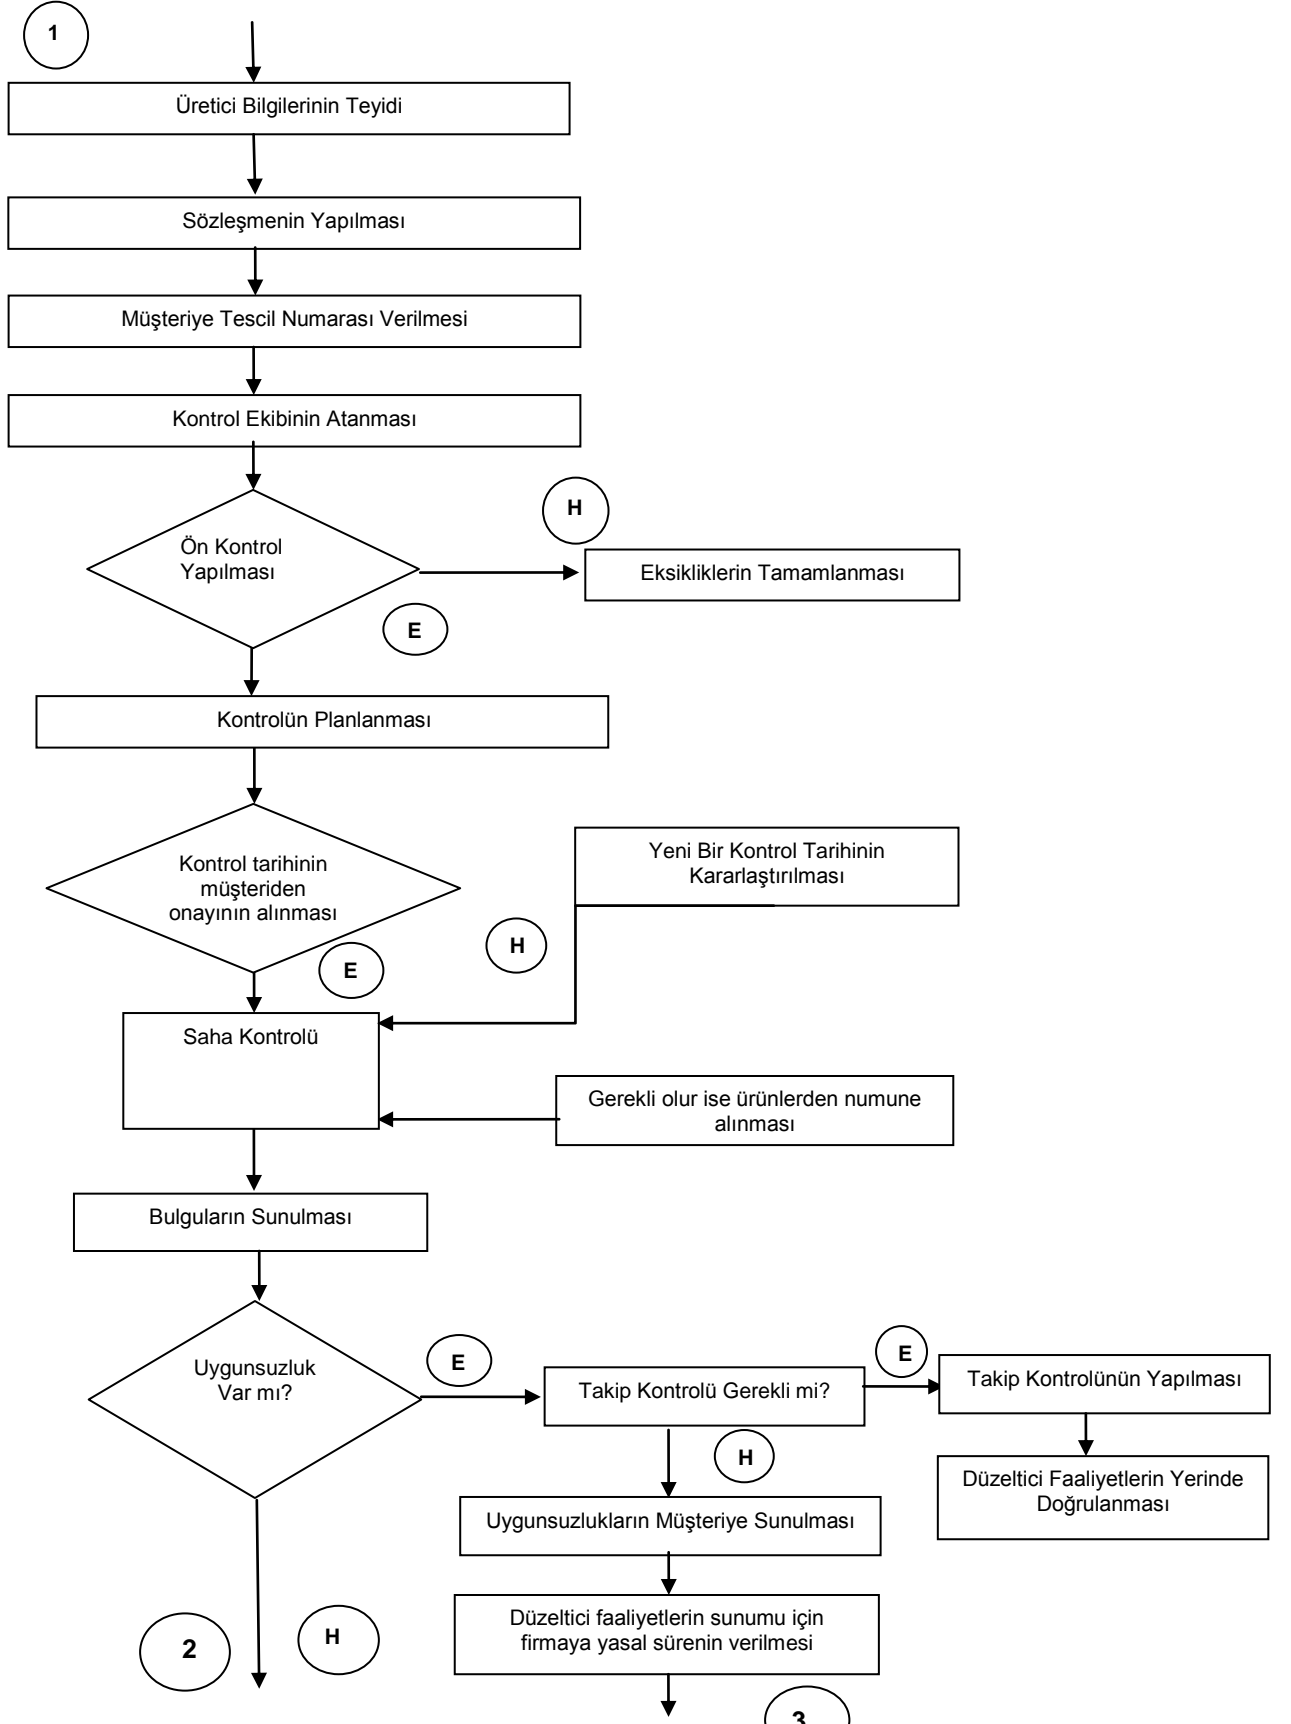 1
Üretici Bilgilerinin Teyidi
Sözleşmenin Yapılması
Müşteriye Tescil Numarası Verilmesi
Kontrol Ekibinin Atanması
H
Ön Kontrol
Yapılması
Eksikliklerin Tamamlanması
E
Kontrolün Planlanması
Yeni Bir Kontrol Tarihinin
Kararlaştırılması
Kontrol tarihinin
müşteriden
onayının alınması
H
E
Saha Kontrolü
Gerekli olur ise ürünlerden numune
alınması
Bulguların Sunulması
Uygunsuzluk
Var mı?
E
Takip Kontrolü Gerekli mi?
E
Takip Kontrolünün Yapılması
H
Düzeltici Faaliyetlerin Yerinde
Doğrulanması
Uygunsuzlukların Müşteriye Sunulması
Düzeltici faaliyetlerin sunumu için
firmaya yasal sürenin verilmesi
2
H
3